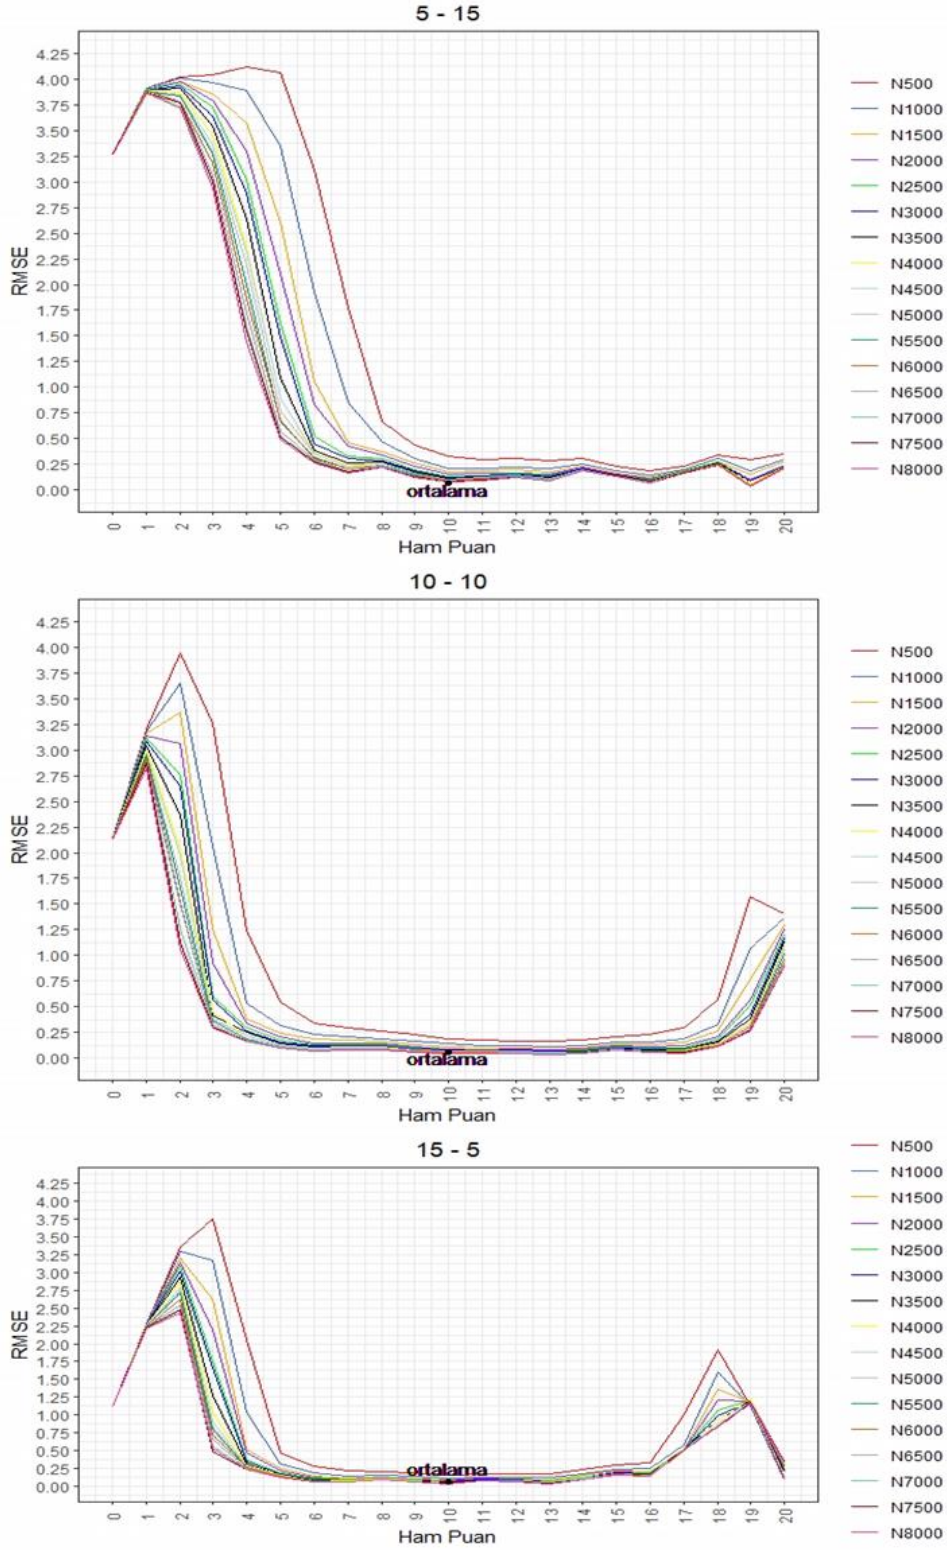 5 - 15
RMSE
4.25
4.00
3.75
3.50
3.25
3.00
2.75
2.50
2.25
2.00
1.75
1.50
1.25
1.00
0.75
0.50
0.25
0.00
ortalama
0 1 2 3 4 5 6 7 8 9 10 11 12 13 14 15 16 17 18 19 20
Ham Puan
N500
N1000
N1500
N2000
N2500
N3000
N3500
N4000
N4500
N5000
N5500
N6000
N6500
N7000
N7500
N8000
10 - 10
RMSE
4.25
4.00
3.75
3.50
3.25
3.00
2.75
2.50
2.25
2.00
1.75
1.50
1.25
1.00
0.75
0.50
0.25
0.00
ortalama
0 1 2 3 4 5 6 7 8 9 10 11 12 13 14 15 16 17 18 19 20
Ham Puan
N500
N1000
N1500
N2000
N2500
N3000
N3500
N4000
N4500
N5000
N5500
N6000
N6500
N7000
N7500
N8000
15 - 5
RMSE
4.25
4.00
3.75
3.50
3.25
3.00
2.75
2.50
2.25
2.00
1.75
1.50
1.25
1.00
0.75
0.50
0.25
0.00
ortalama
0 1 2 3 4 5 6 7 8 9 10 11 12 13 14 15 16 17 18 19 20
Ham Puan
N500
N1000
N1500
N2000
N2500
N3000
N3500
N4000
N4500
N5000
N5500
N6000
N6500
N7000
N7500
N8000